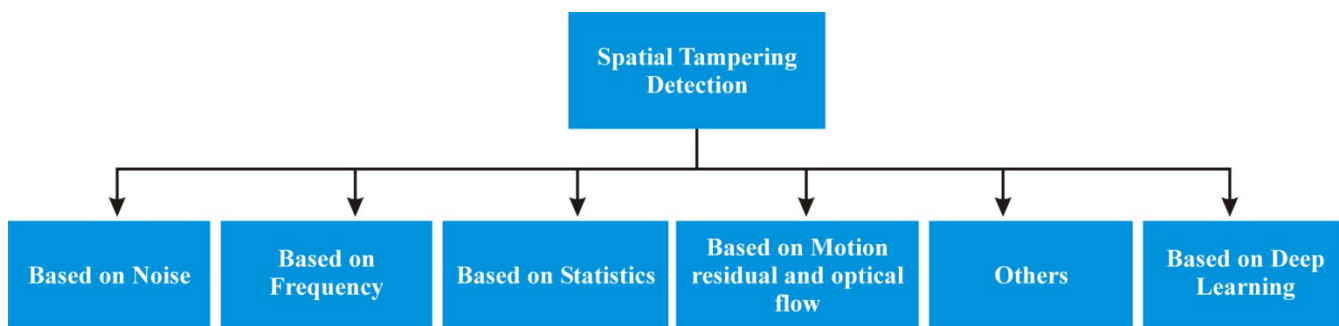 Spatial Tampering
Detection
Based on Noise
Based on
Frequency
Based on Statistics
Based on Motion
residual and optical
flow
Others
Based on Deep
Learning